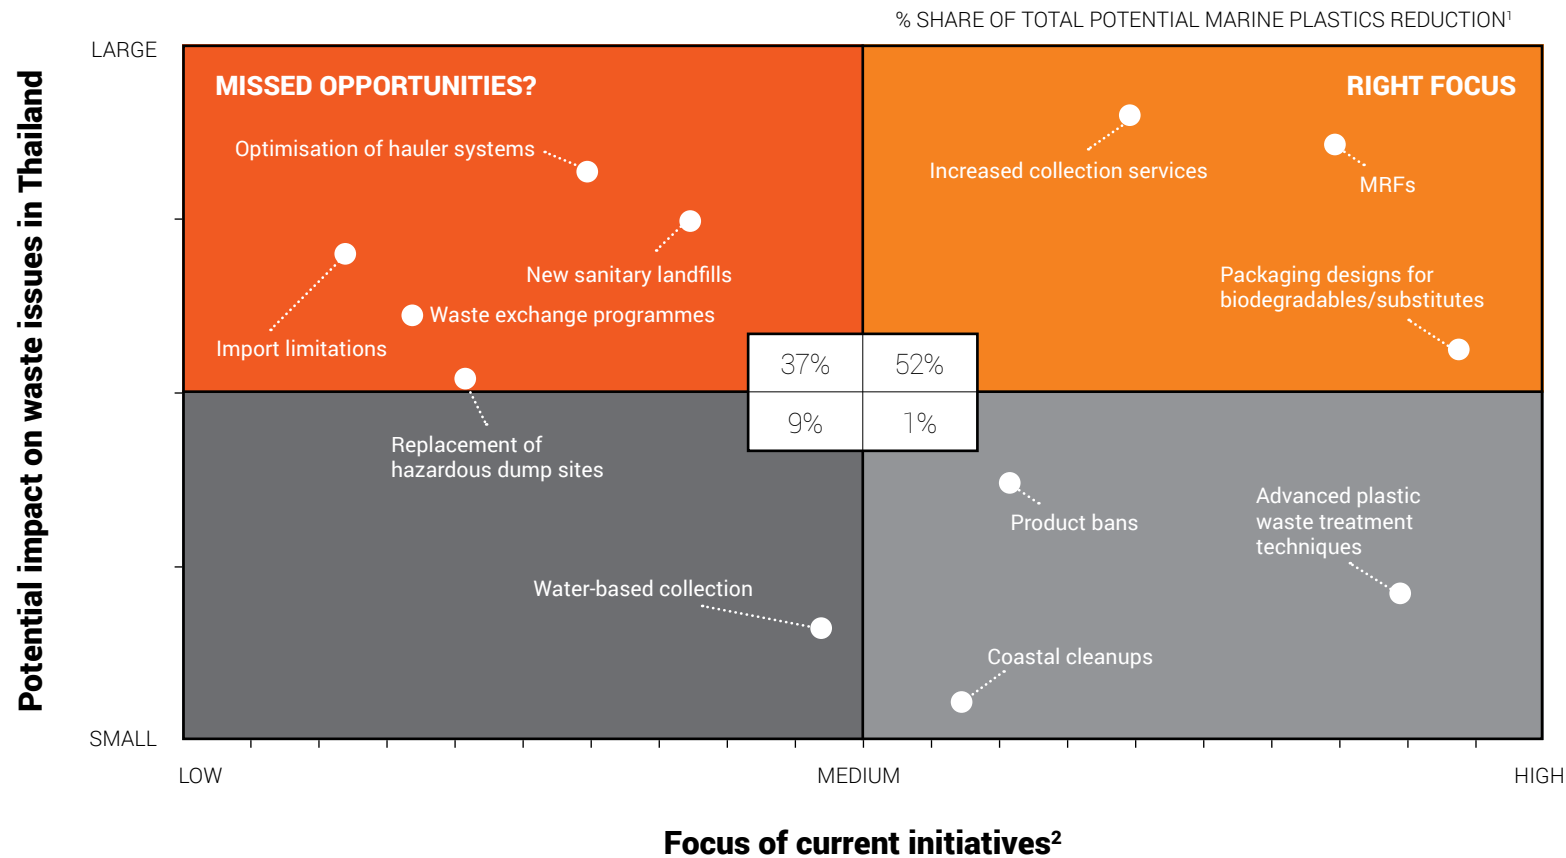 % SHARE OF TOTAL POTENTIAL MARINE PLASTICS REDUCTION¹
LARGE
Potential impact on waste issues in Thailand
MISSED OPPORTUNITIES?
RIGHT FOCUS
Optimisation of hauler systems
Increased collection services
MRFs
New sanitary landfills
Packaging designs for
biodegradables/substitutes
Waste exchange programmes
Import limitations
37%
52%
9%
1%
Replacement of
hazardous dump sites
Product bans
Advanced plastic
waste treatment
techniques
Water-based collection
Coastal cleanups
SMALL
LOW
MEDIUM
HIGH
Focus of current initiatives²